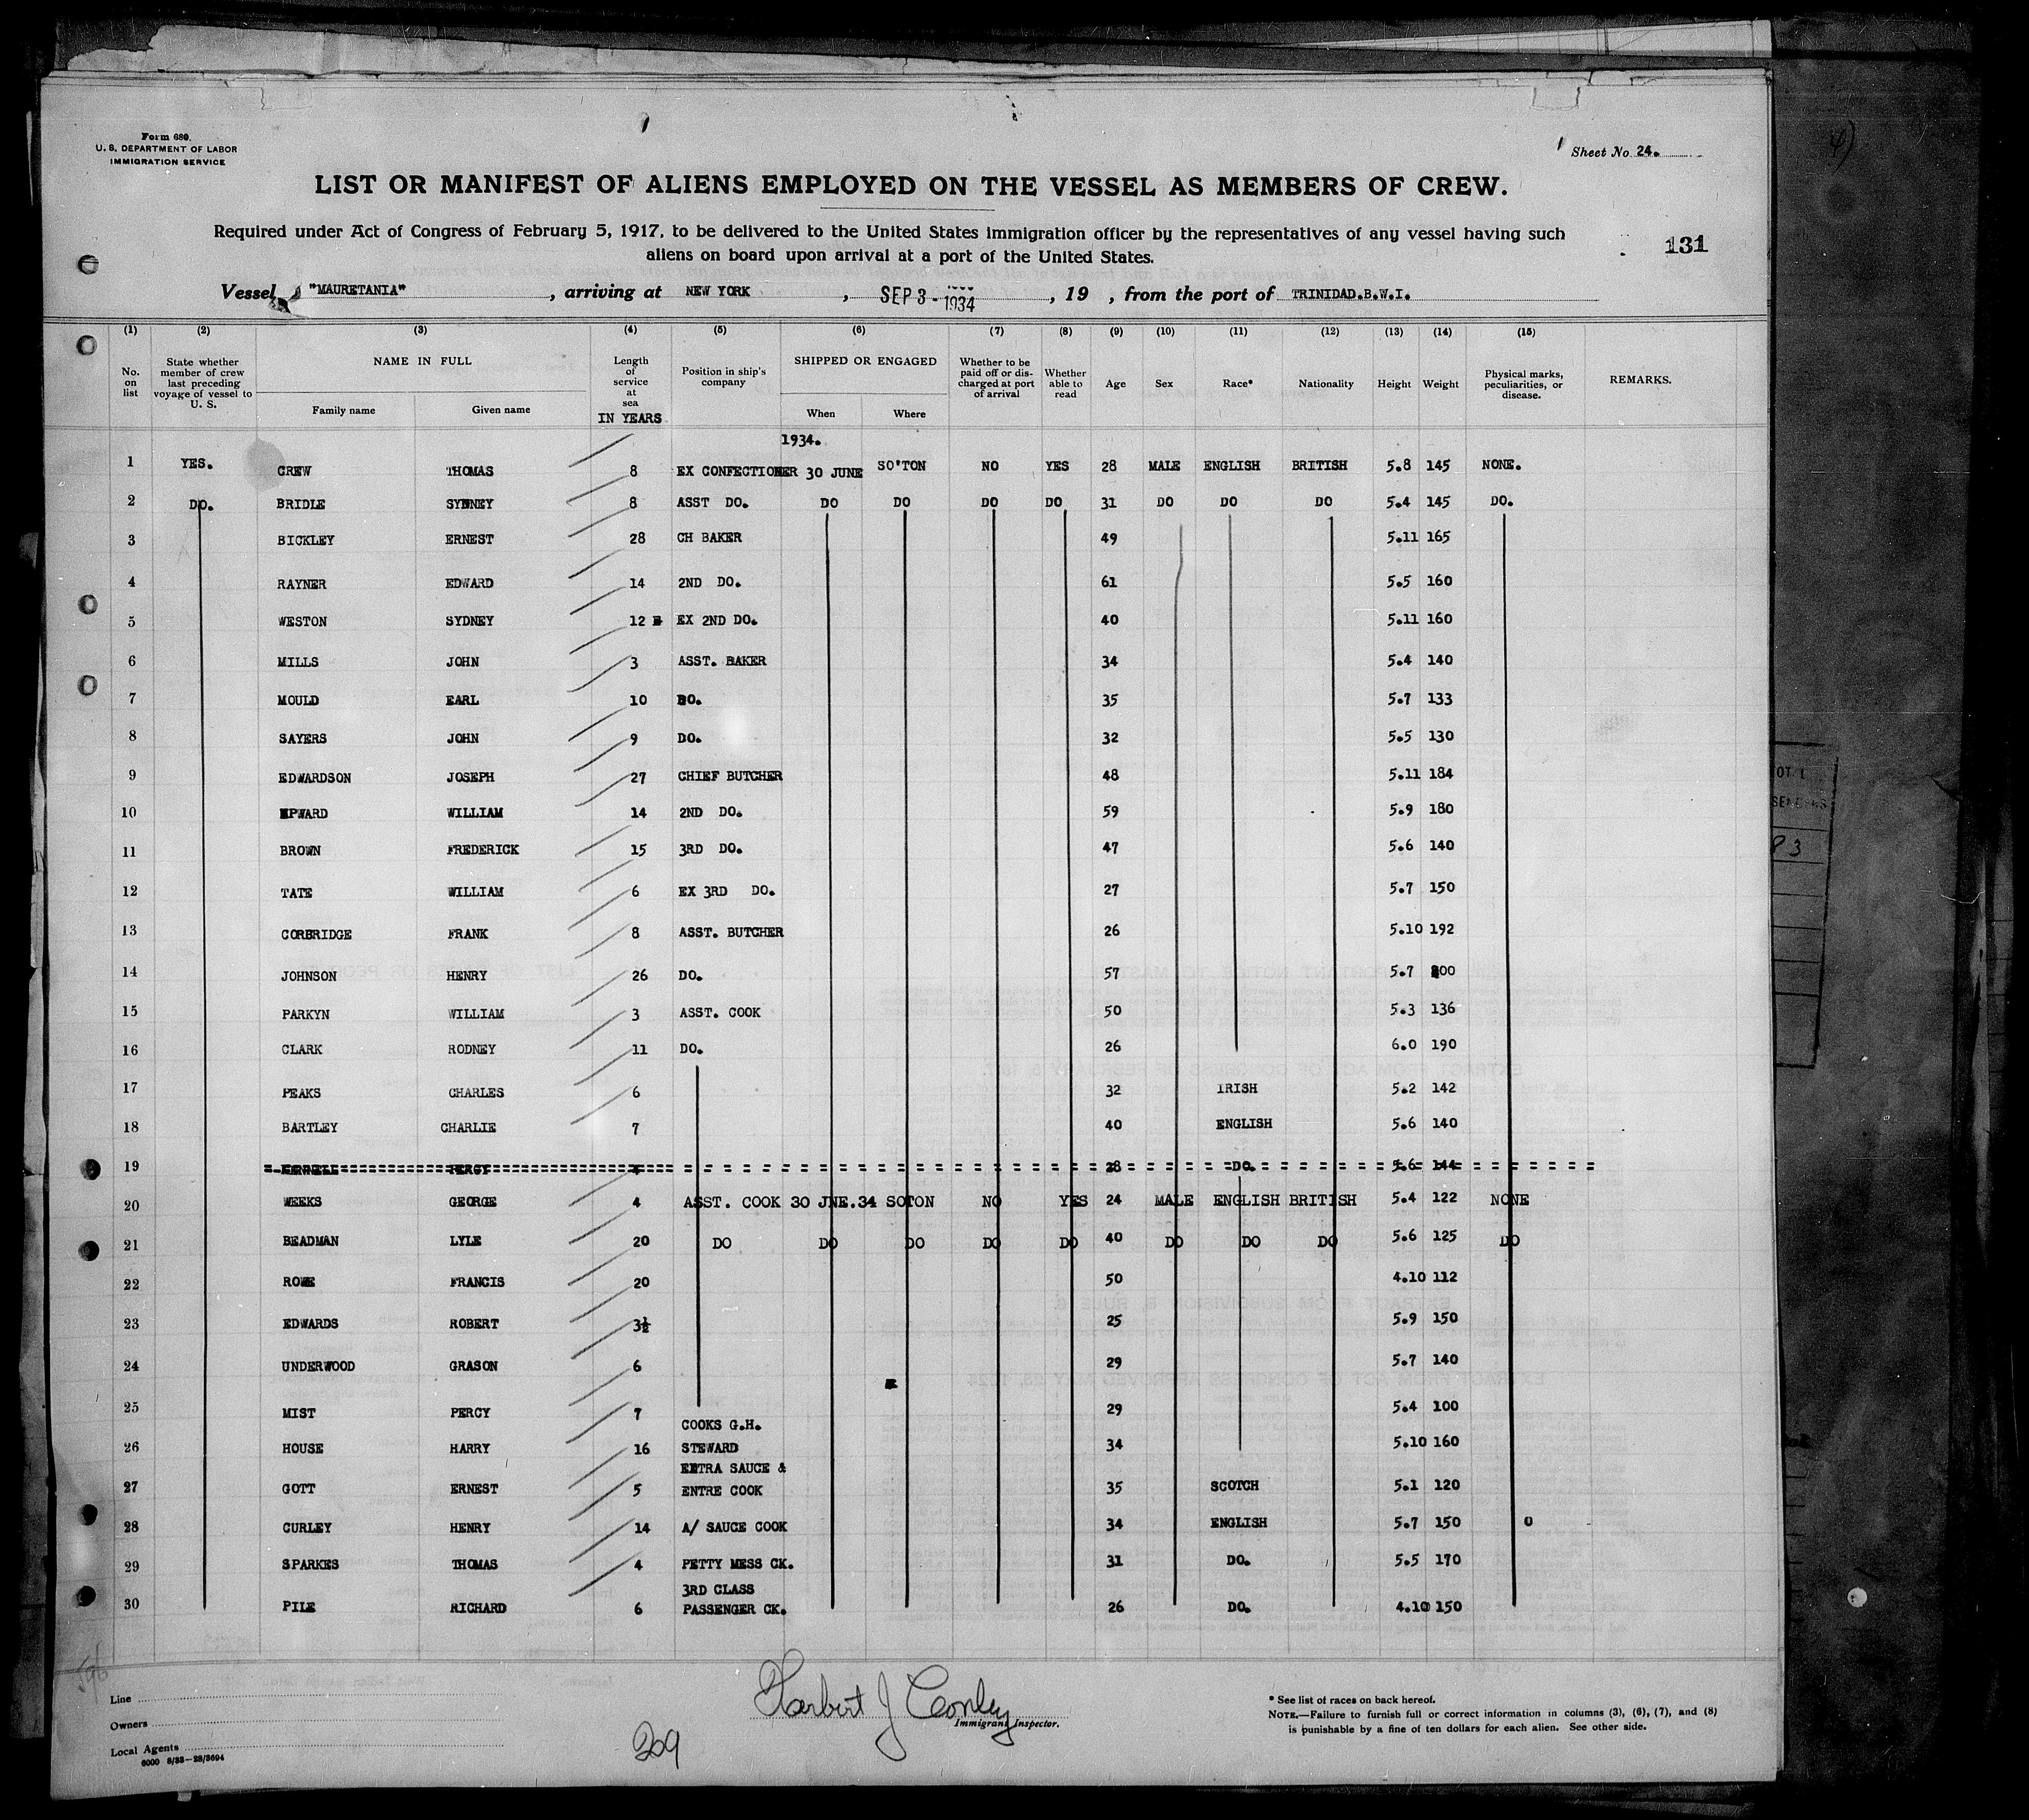 Form 680.
U. S. DEPARTMENT OF LABOR
IMMIGRATION SERVICE
Sheet No 24.
LIST OR MANIFEST OF ALIENS EMPLOYED ON THE VESSEL AS MEMBERS OF CREW.
Required under Act of Congress of February 5, 1917, to be delivered to the United States immigration officer by the representatives of any vessel having such
aliens on board upon arrival at a port of the United States.
131
Vessel "MAURETANIA", arriving at NEW YORK, SEP 3 - 1934, 19 , from the port of TRINIDAD.B.W.I.
(1) (2) (3) (4) (5) (6) (7) (8) (9) (10) (11) (12) (13) (14) (15)
No. on list
State whether member of crew last preceding voyage of vessel to U. S.
NAME IN FULL
Family name Given name
Length of service at sea
IN YEARS
Position in ship's company
SHIPPED OR ENGAGED
When Where
Whether to be paid off or discharged at port of arrival
Whether able to read
Age Sex Race* Nationality Height Weight
Physical marks, peculiarities, or disease.
REMARKS.
1934.
1 YES. CREW THOMAS 8 EX CONFECTIONER 30 JUNE SO'TON NO YES 28 MALE ENGLISH BRITISH 5.8 145 NONE.
2 DO. BRIDLE SYDNEY 8 ASST DO. DO DO DO DO 31 DO DO DO 5.4 145 DO.
3 BICKLEY ERNEST 28 CH BAKER 49 5.11 165
4 RAYNER EDWARD 14 2ND DO. 61 5.5 160
5 WESTON SYDNEY 12 EX 2ND DO. 40 5.11 160
6 MILLS JOHN 3 ASST. BAKER 34 5.4 140
7 MOULD EARL 10 DO. 35 5.7 133
8 SAYERS JOHN 9 DO. 32 5.5 130
9 EDWARDSON JOSEPH 27 CHIEF BUTCHER 48 5.11 184
10 UPWARD WILLIAM 14 2ND DO. 59 5.9 180
11 BROWN FREDERICK 15 3RD DO. 47 5.6 140
12 TATE WILLIAM 6 EX 3RD DO. 27 5.7 150
13 CORBRIDGE FRANK 8 ASST. BUTCHER 26 5.10 192
14 JOHNSON HENRY 26 DO. 57 5.7 200
15 PARKYN WILLIAM 3 ASST. COOK 50 5.3 136
16 CLARK RODNEY 11 DO. 26 6.0 190
17 PEAKS CHARLES 6 32 IRISH 5.2 142
18 BARTLEY CHARLIE 7 40 ENGLISH 5.6 140
19 PERCY 28 DO. 5.6 144
20 WEEKS GEORGE 4 ASST. COOK 30 JNE.34 SOTON NO YES 24 MALE ENGLISH BRITISH 5.4 122 NONE
21 BEADMAN LYLE 20 DO DO DO DO DO 40 DO DO DO 5.6 125 DO
22 ROWE FRANCIS 20 50 4.10 112
23 EDWARDS ROBERT 3½ 25 5.9 150
24 UNDERWOOD GRASON 6 29 5.7 140
25 MIST PERCY 7 29 5.4 100
COOKS G.H.
26 HOUSE HARRY 16 STEWARD 34 5.10 160
EXTRA SAUCE &
27 GOTT ERNEST 5 ENTRE COOK 35 SCOTCH 5.1 120
28 CURLEY HENRY 14 A/ SAUCE COOK 34 ENGLISH 5.7 150 O
29 SPARKES THOMAS 4 PETTY MESS CK. 31 DO. 5.5 170
3RD CLASS
30 PILE RICHARD 6 PASSENGER CK. 26 DO. 4.10 150
Line
Owners
Local Agents
6000 8/33—28/3694
309
Herbert J Conley
Immigrant Inspector.
* See list of races on back hereof.
NOTE.—Failure to furnish full or correct information in columns (3), (6), (7), and (8)
is punishable by a fine of ten dollars for each alien. See other side.